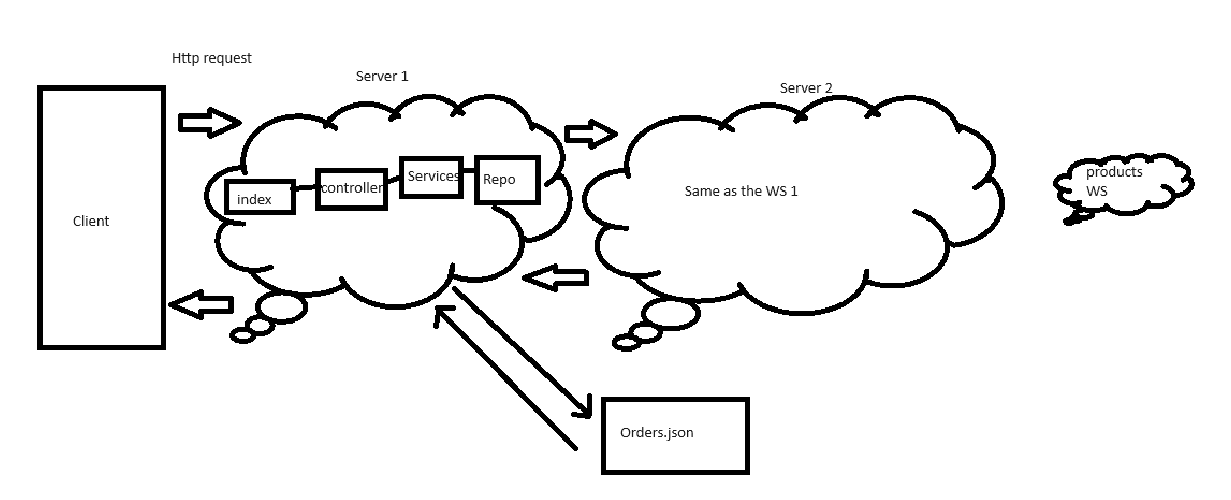 Http request
Server 1
Server 2
Client
index
controller
Services
Repo
Same as the WS 1
products
WS
Orders.json